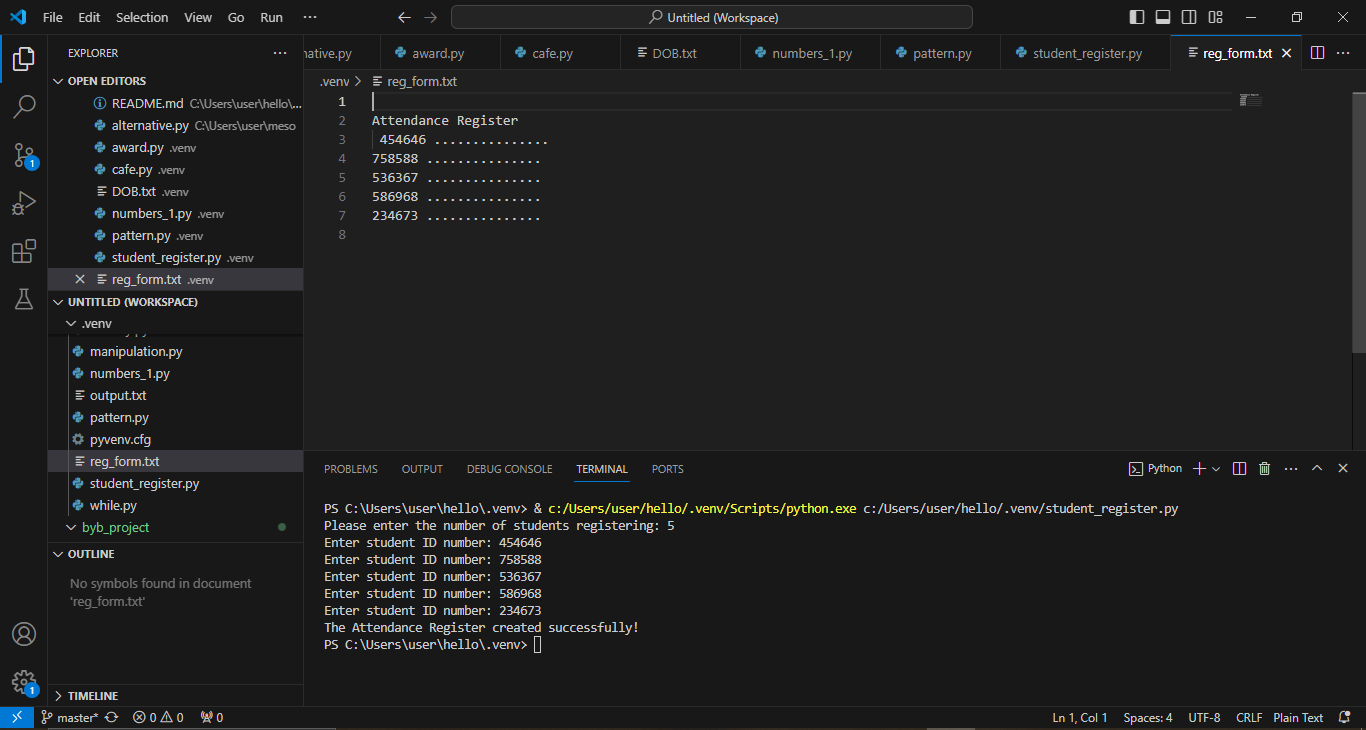 File Edit Selection View Go Run ··· Untitled (Workspace)
EXPLORER ···
OPEN EDITORS
README.md C:\Users\user\hello\...
alternative.py C:\Users\user\meso
award.py .venv
cafe.py .venv
DOB.txt .venv
numbers_1.py .venv
pattern.py .venv
student_register.py .venv
reg_form.txt .venv
UNTITLED (WORKSPACE)
.venv
manipulation.py
numbers_1.py
output.txt
pattern.py
pyvenv.cfg
reg_form.txt
student_register.py
while.py
byb_project
OUTLINE
No symbols found in document
'reg_form.txt'
TIMELINE
1
1
native.py award.py cafe.py DOB.txt numbers_1.py pattern.py student_register.py reg_form.txt ···
.venv > reg_form.txt
1
2 Attendance Register
3 454646 ...............
4 758588 ...............
5 536367 ...............
6 586968 ...............
7 234673 ...............
8
PROBLEMS OUTPUT DEBUG CONSOLE TERMINAL PORTS Python ···
PS C:\Users\user\hello\.venv> & c:/Users/user/hello/.venv/Scripts/python.exe c:/Users/user/hello/.venv/student_register.py
Please enter the number of students registering: 5
Enter student ID number: 454646
Enter student ID number: 758588
Enter student ID number: 536367
Enter student ID number: 586968
Enter student ID number: 234673
The Attendance Register created successfully!
PS C:\Users\user\hello\.venv>
master* 0 0 0 Ln 1, Col 1 Spaces: 4 UTF-8 CRLF Plain Text